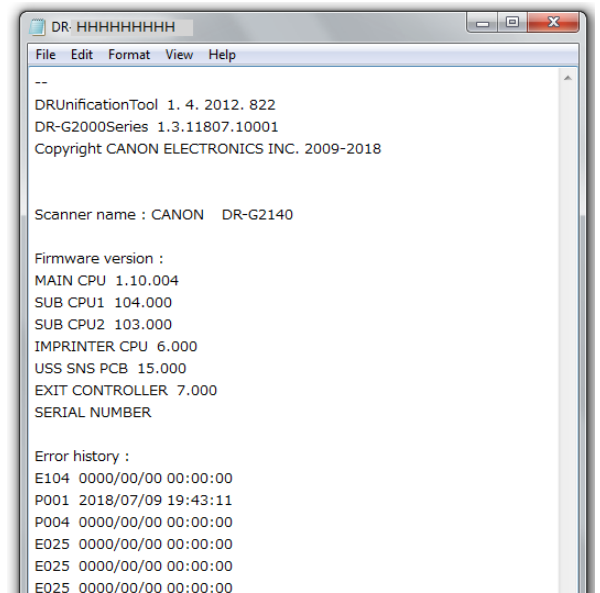 DR- HHHHHHHHH
File Edit Format View Help
--
DRUnificationTool 1. 4. 2012. 822
DR-G2000Series 1.3.11807.10001
Copyright CANON ELECTRONICS INC. 2009-2018
Scanner name : CANON DR-G2140
Firmware version :
MAIN CPU 1.10.004
SUB CPU1 104.000
SUB CPU2 103.000
IMPRINTER CPU 6.000
USS SNS PCB 15.000
EXIT CONTROLLER 7.000
SERIAL NUMBER
Error history :
E104 0000/00/00 00:00:00
P001 2018/07/09 19:43:11
P004 0000/00/00 00:00:00
E025 0000/00/00 00:00:00
E025 0000/00/00 00:00:00
E025 0000/00/00 00:00:00